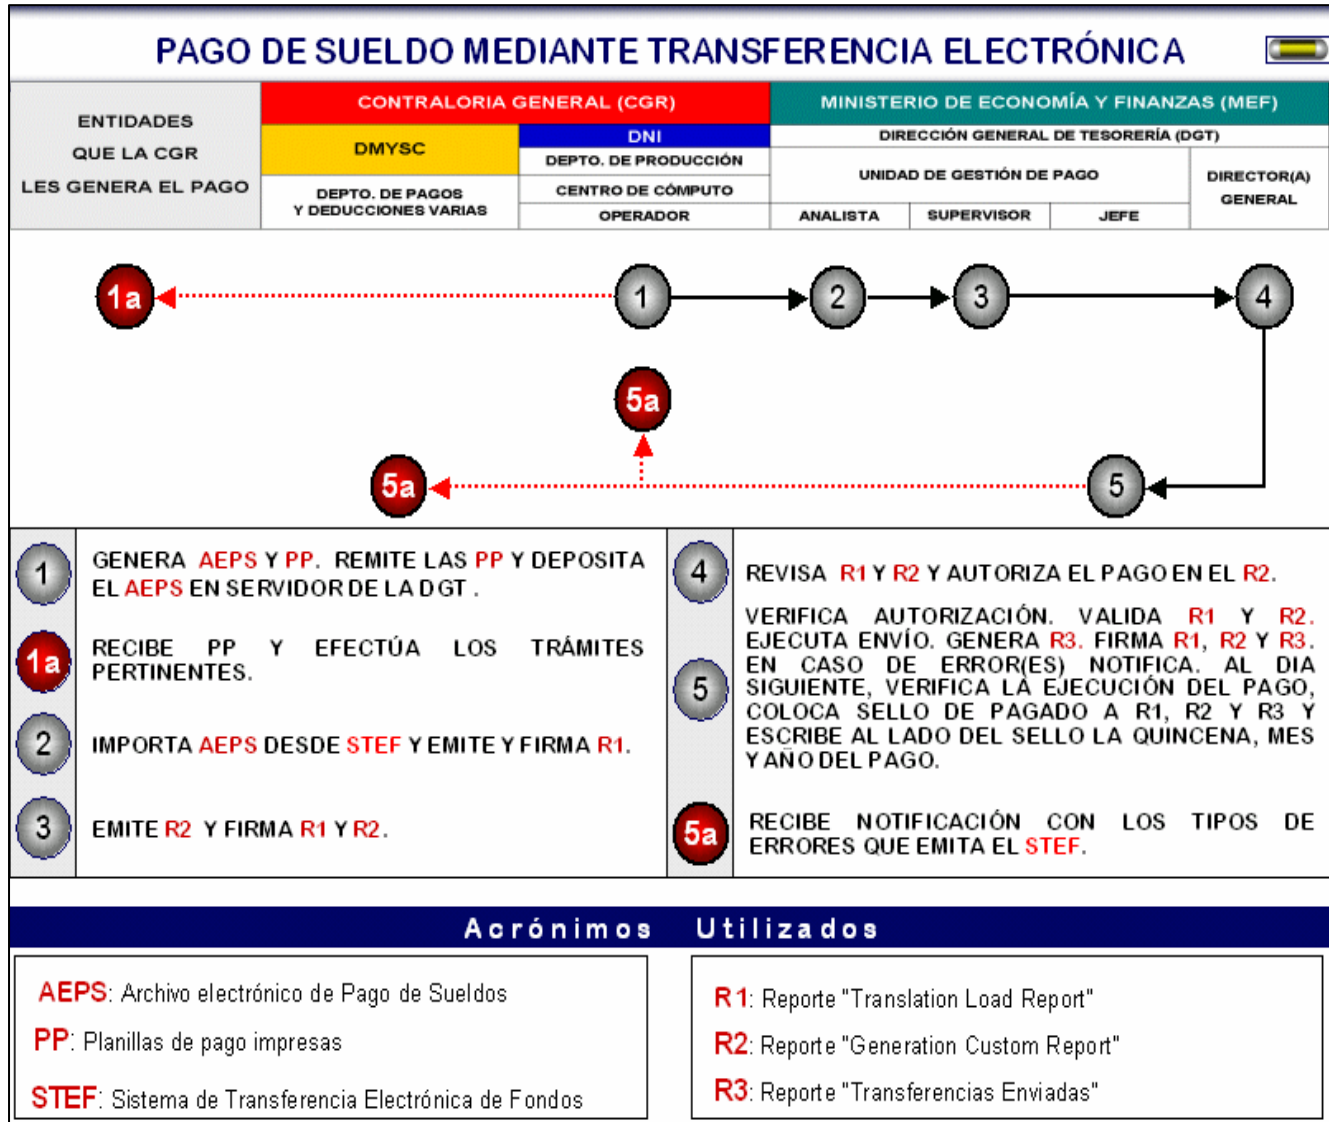 PAGO DE SUELDO MEDIANTE TRANSFERENCIA ELECTRÓNICA
ENTIDADES
QUE LA CGR
LES GENERA EL PAGO
CONTRALORIA GENERAL (CGR)
MINISTERIO DE ECONOMÍA Y FINANZAS (MEF)
DMYSC
DNI
DIRECCIÓN GENERAL DE TESORERÍA (DGT)
DEPTO. DE PRODUCCIÓN
DEPTO. DE PAGOS
Y DEDUCCIONES VARIAS
CENTRO DE CÓMPUTO
OPERADOR
UNIDAD DE GESTIÓN DE PAGO
DIRECTOR(A)
GENERAL
ANALISTA
SUPERVISOR
JEFE
1a
1
2
3
4
5a
5a
5
1
GENERA AEPS Y PP. REMITE LAS PP Y DEPOSITA
EL AEPS EN SERVIDOR DE LA DGT .
1a
RECIBE PP Y EFECTÚA LOS TRÁMITES
PERTINENTES.
2
IMPORTA AEPS DESDE STEF Y EMITE Y FIRMA R1.
3
EMITE R2 Y FIRMA R1 Y R2.
4
REVISA R1 Y R2 Y AUTORIZA EL PAGO EN EL R2.
5
VERIFICA AUTORIZACIÓN. VALIDA R1 Y R2.
EJECUTA ENVÍO. GENERA R3. FIRMA R1, R2 Y R3.
EN CASO DE ERROR(ES) NOTIFICA. AL DIA
SIGUIENTE, VERIFICA LA EJECUCIÓN DEL PAGO,
COLOCA SELLO DE PAGADO A R1, R2 Y R3 Y
ESCRIBE AL LADO DEL SELLO LA QUINCENA, MES
Y AÑO DEL PAGO.
5a
RECIBE NOTIFICACIÓN CON LOS TIPOS DE
ERRORES QUE EMITA EL STEF.
Acrónimos Utilizados
AEPS: Archivo electrónico de Pago de Sueldos
PP: Planillas de pago impresas
STEF: Sistema de Transferencia Electrónica de Fondos
R1: Reporte "Translation Load Report"
R2: Reporte "Generation Custom Report"
R3: Reporte "Transferencias Enviadas"